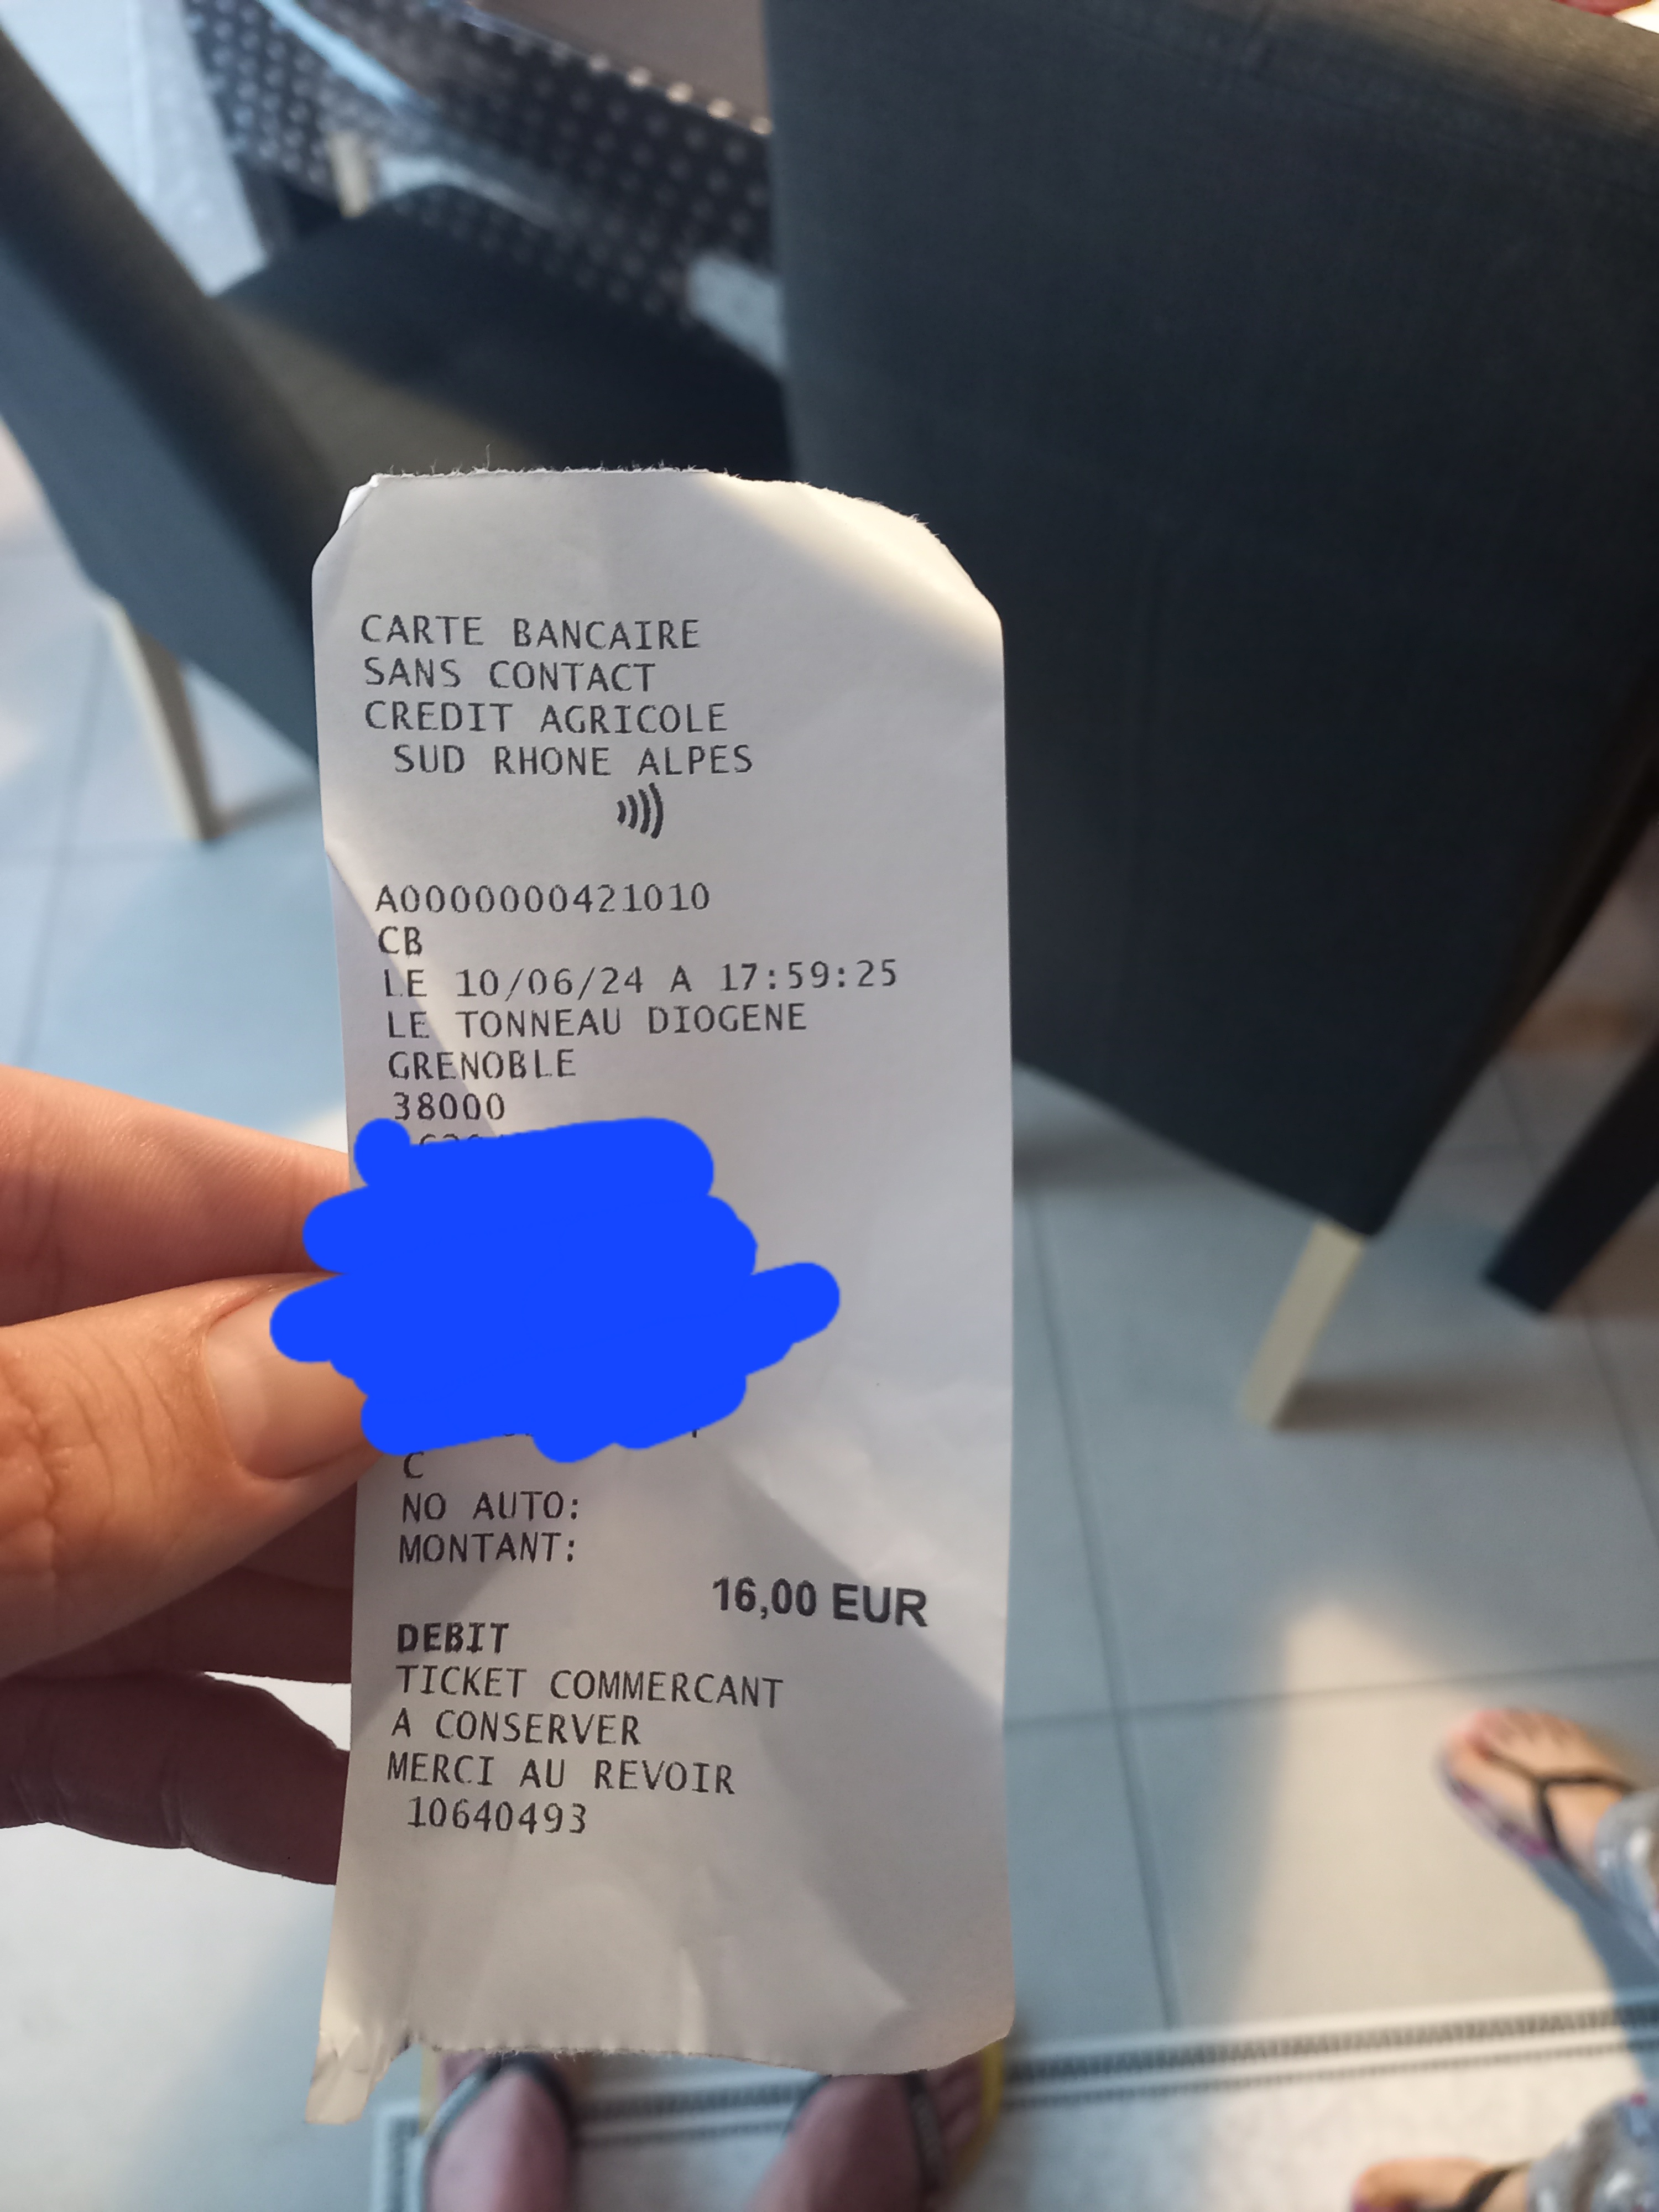 CARTE BANCAIRE
SANS CONTACT
CREDIT AGRICOLE
SUD RHONE ALPES
A0000000421010
CB
LE 10/06/24 A 17:59:25
LE TONNEAU DIOGENE
GRENOBLE
38000
C
NO AUTO:
MONTANT:
16,00 EUR
DEBIT
TICKET COMMERCANT
A CONSERVER
MERCI AU REVOIR
10640493